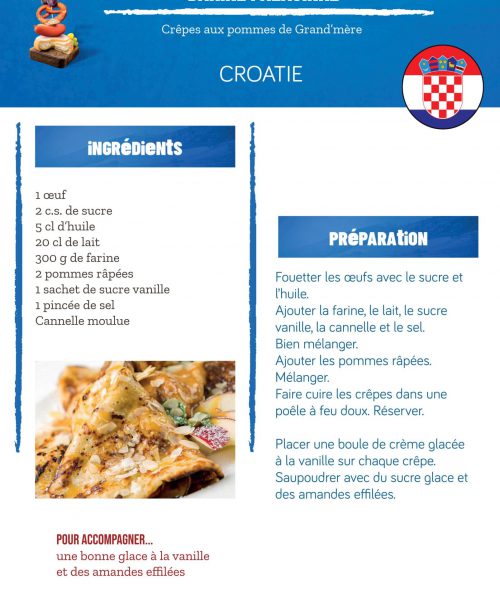 Crêpes aux pommes de Grand’mère
CROATIE
INGRÉDIENTS
1 œuf
2 c.s. de sucre
5 cl d’huile
20 cl de lait
300 g de farine
2 pommes râpées
1 sachet de sucre vanille
1 pincée de sel
Cannelle moulue
PRÉPARATION
Fouetter les œufs avec le sucre et
l’huile.
Ajouter la farine, le lait, le sucre
vanille, la cannelle et le sel.
Bien mélanger.
Ajouter les pommes râpées.
Mélanger.
Faire cuire les crêpes dans une
poêle à feu doux. Réserver.
Placer une boule de crème glacée
à la vanille sur chaque crêpe.
Saupoudrer avec du sucre glace et
des amandes effilées.
POUR ACCOMPAGNER...
une bonne glace à la vanille
et des amandes effilées